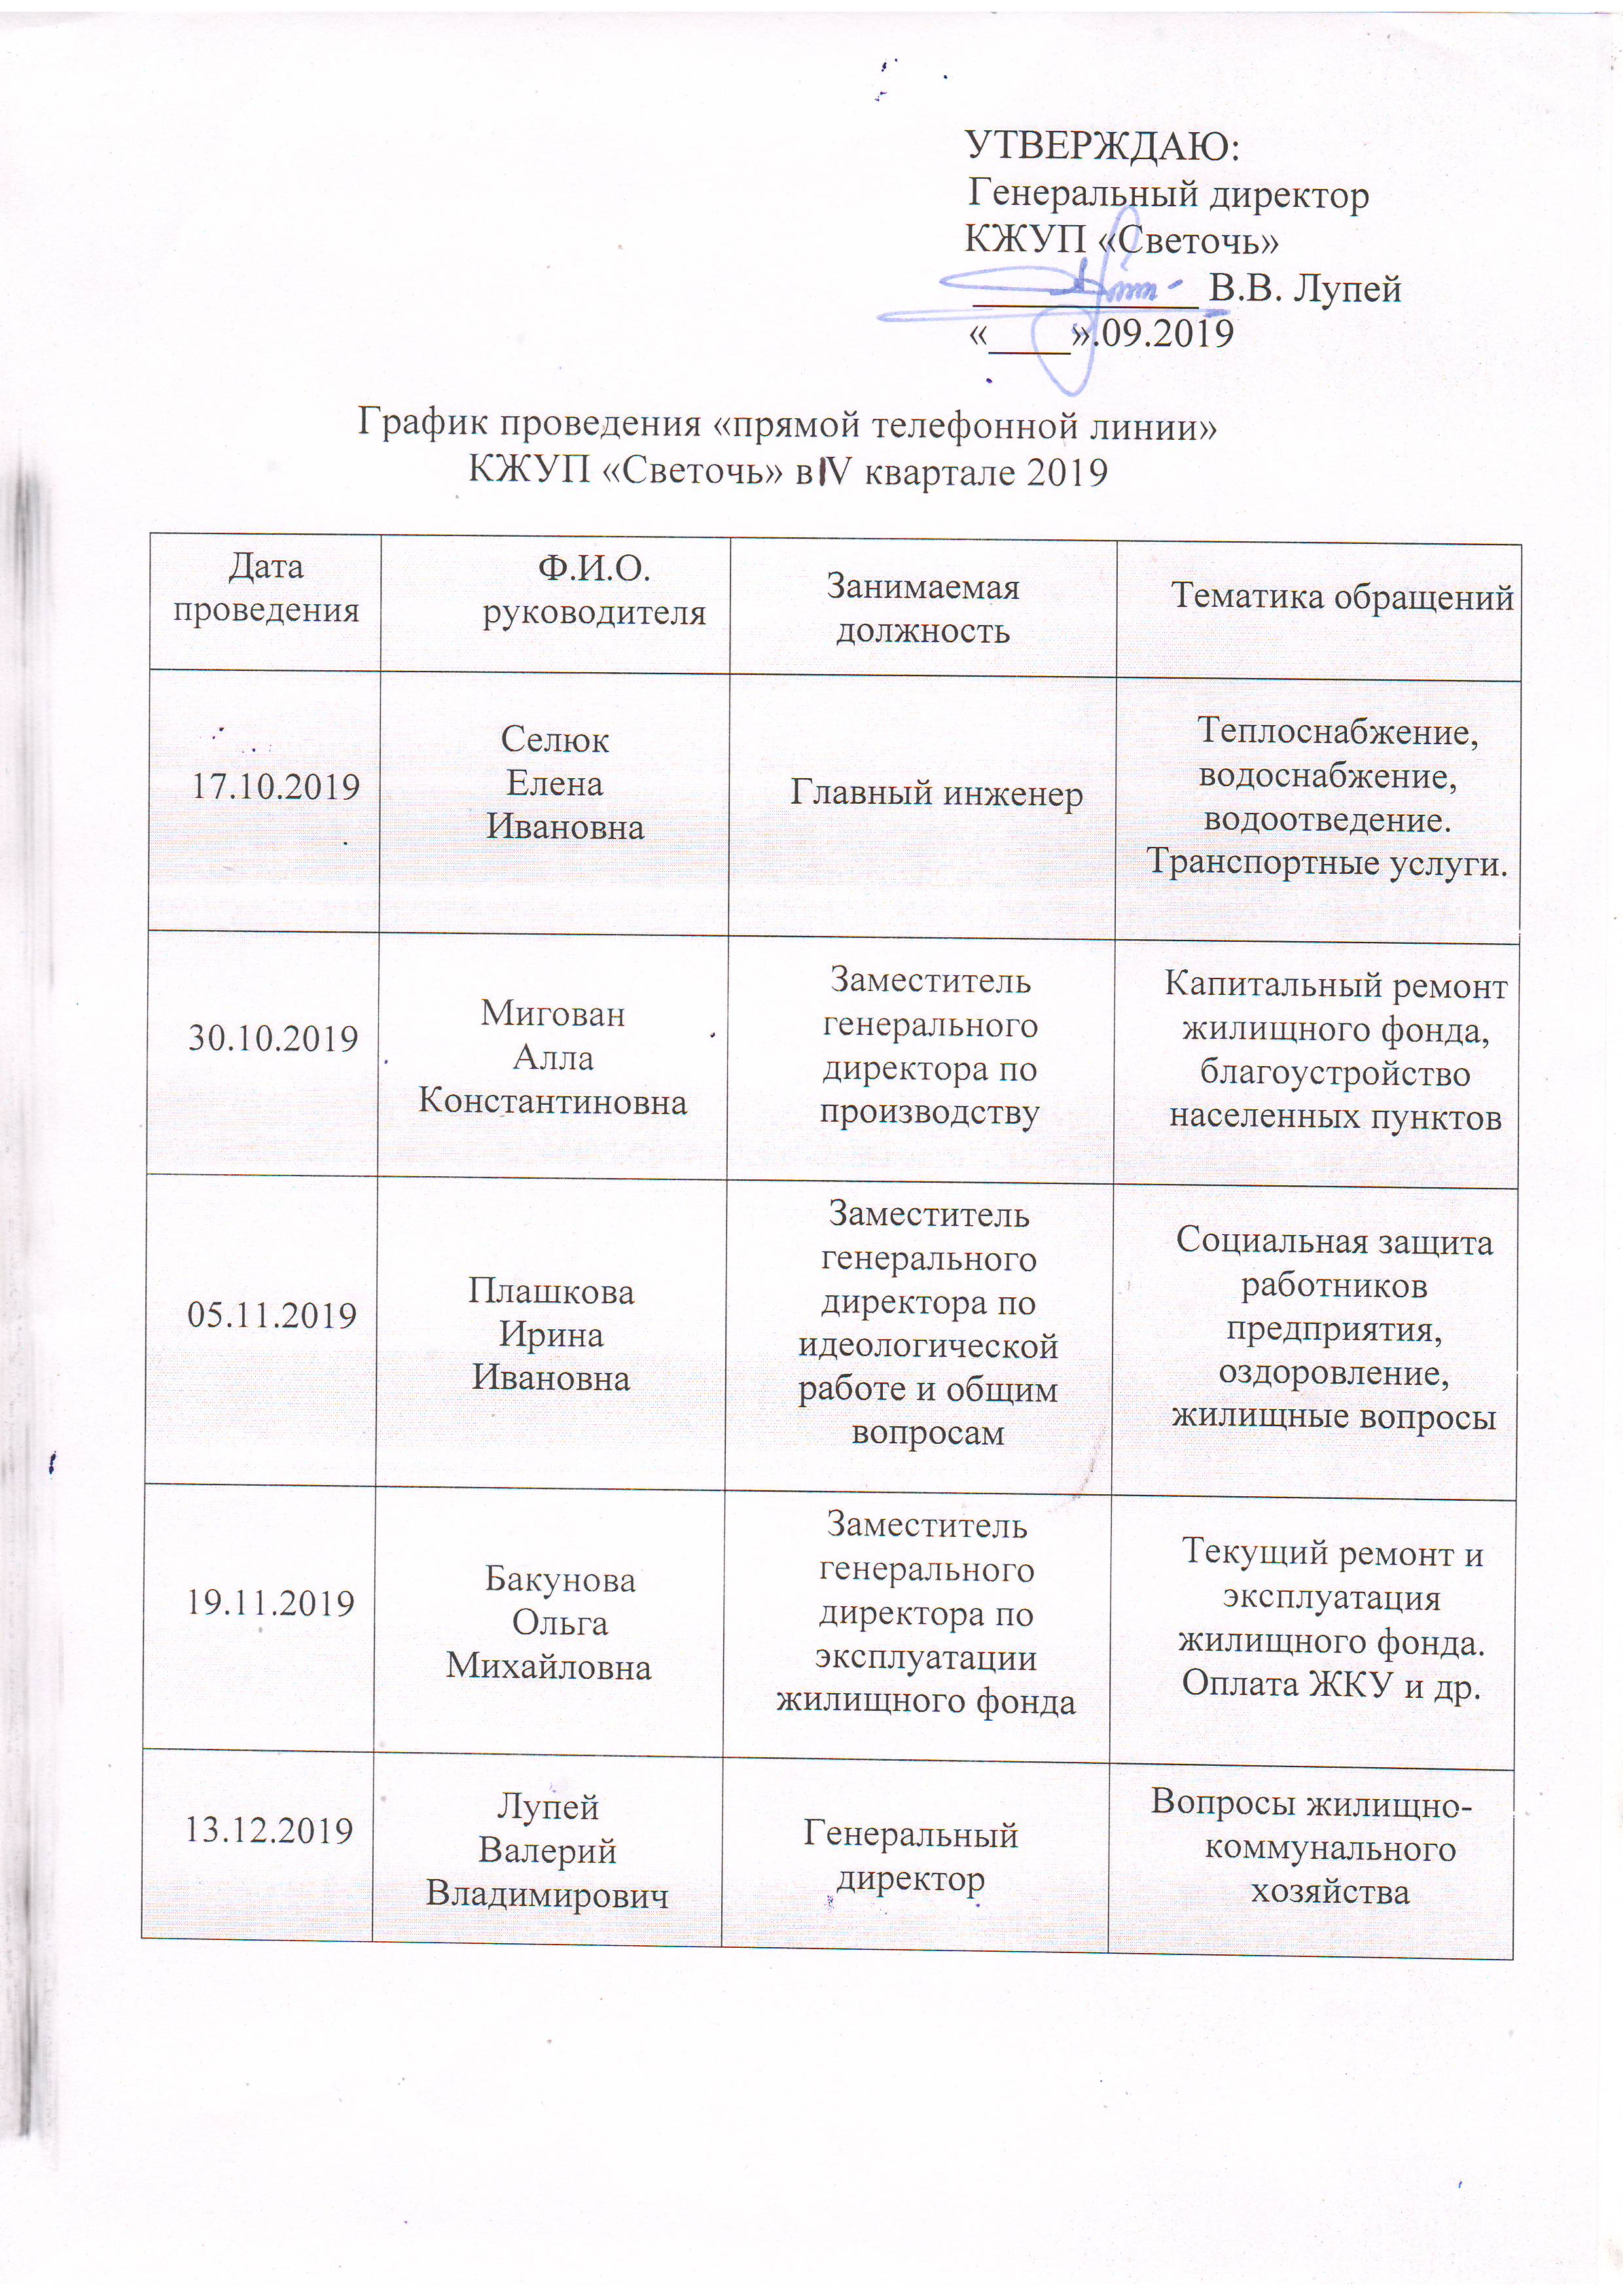 УТВЕРЖДАЮ:
Генеральный директор
КЖУП «Светочь»
___________ В.В. Лупей
«____».09.2019
График проведения «прямой телефонной линии»
КЖУП «Светочь» в IV квартале 2019
Дата
проведения
Ф.И.О.
руководителя
Занимаемая
должность
Тематика обращений
17.10.2019
Селюк
Елена
Ивановна
Главный инженер
Теплоснабжение,
водоснабжение,
водоотведение.
Транспортные услуги.
30.10.2019
Мигован
Алла
Константиновна
Заместитель
генерального
директора по
производству
Капитальный ремонт
жилищного фонда,
благоустройство
населенных пунктов
05.11.2019
Плашкова
Ирина
Ивановна
Заместитель
генерального
директора по
идеологической
работе и общим
вопросам
Социальная защита
работников
предприятия,
оздоровление,
жилищные вопросы
19.11.2019
Бакунова
Ольга
Михайловна
Заместитель
генерального
директора по
эксплуатации
жилищного фонда
Текущий ремонт и
эксплуатация
жилищного фонда.
Оплата ЖКУ и др.
13.12.2019
Лупей
Валерий
Владимирович
Генеральный
директор
Вопросы жилищно-
коммунального
хозяйства